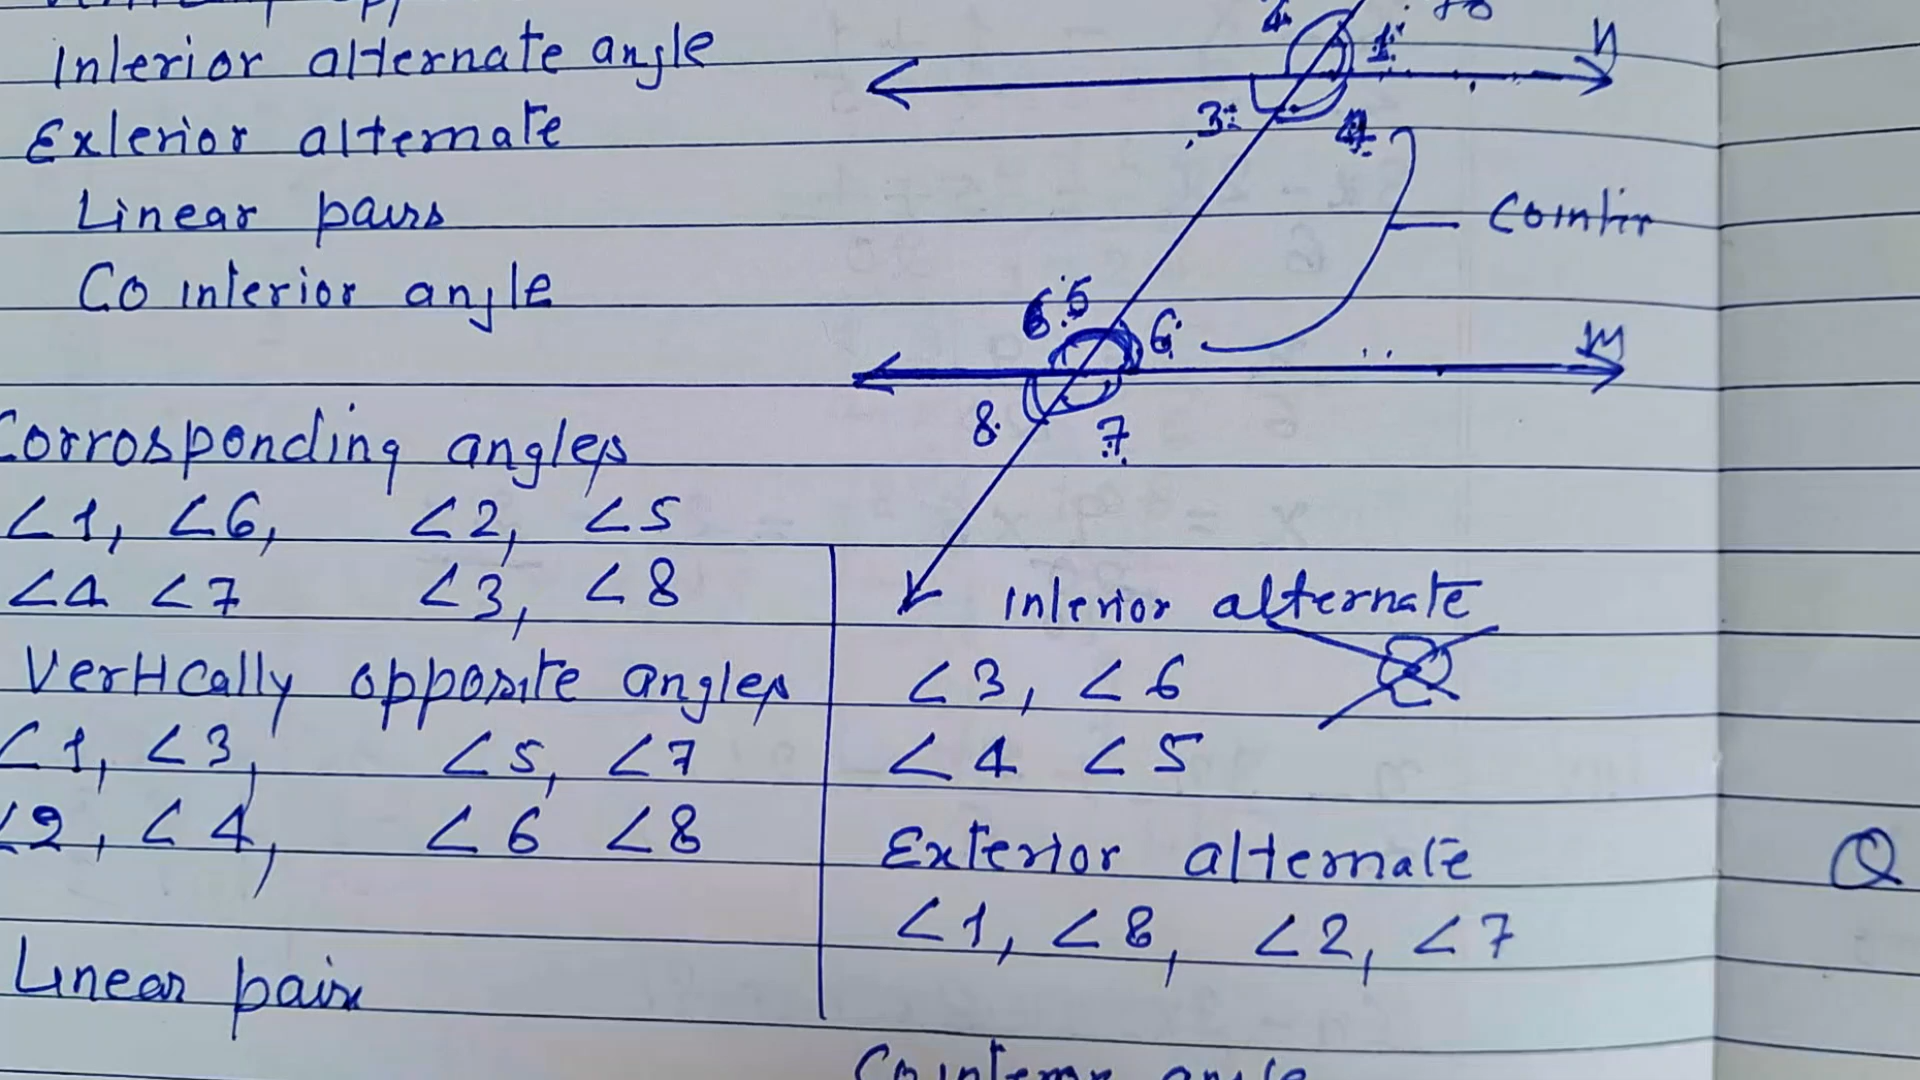 Interior alternate angle
Exterior alternate
Linear pairs
Co interior angle
n
1
3
4
Cointir
5
6
m
8
7
Corrosponding angles
∠1, ∠6, ∠2, ∠5
∠4 ∠7 ∠3, ∠8
Vertically opposite angles
∠1, ∠3, ∠5, ∠7
∠2, ∠4, ∠6 ∠8
Linear pair
Interior alternate
∠3, ∠6
∠4 ∠5
Exterior alternate
∠1, ∠8, ∠2, ∠7
Q